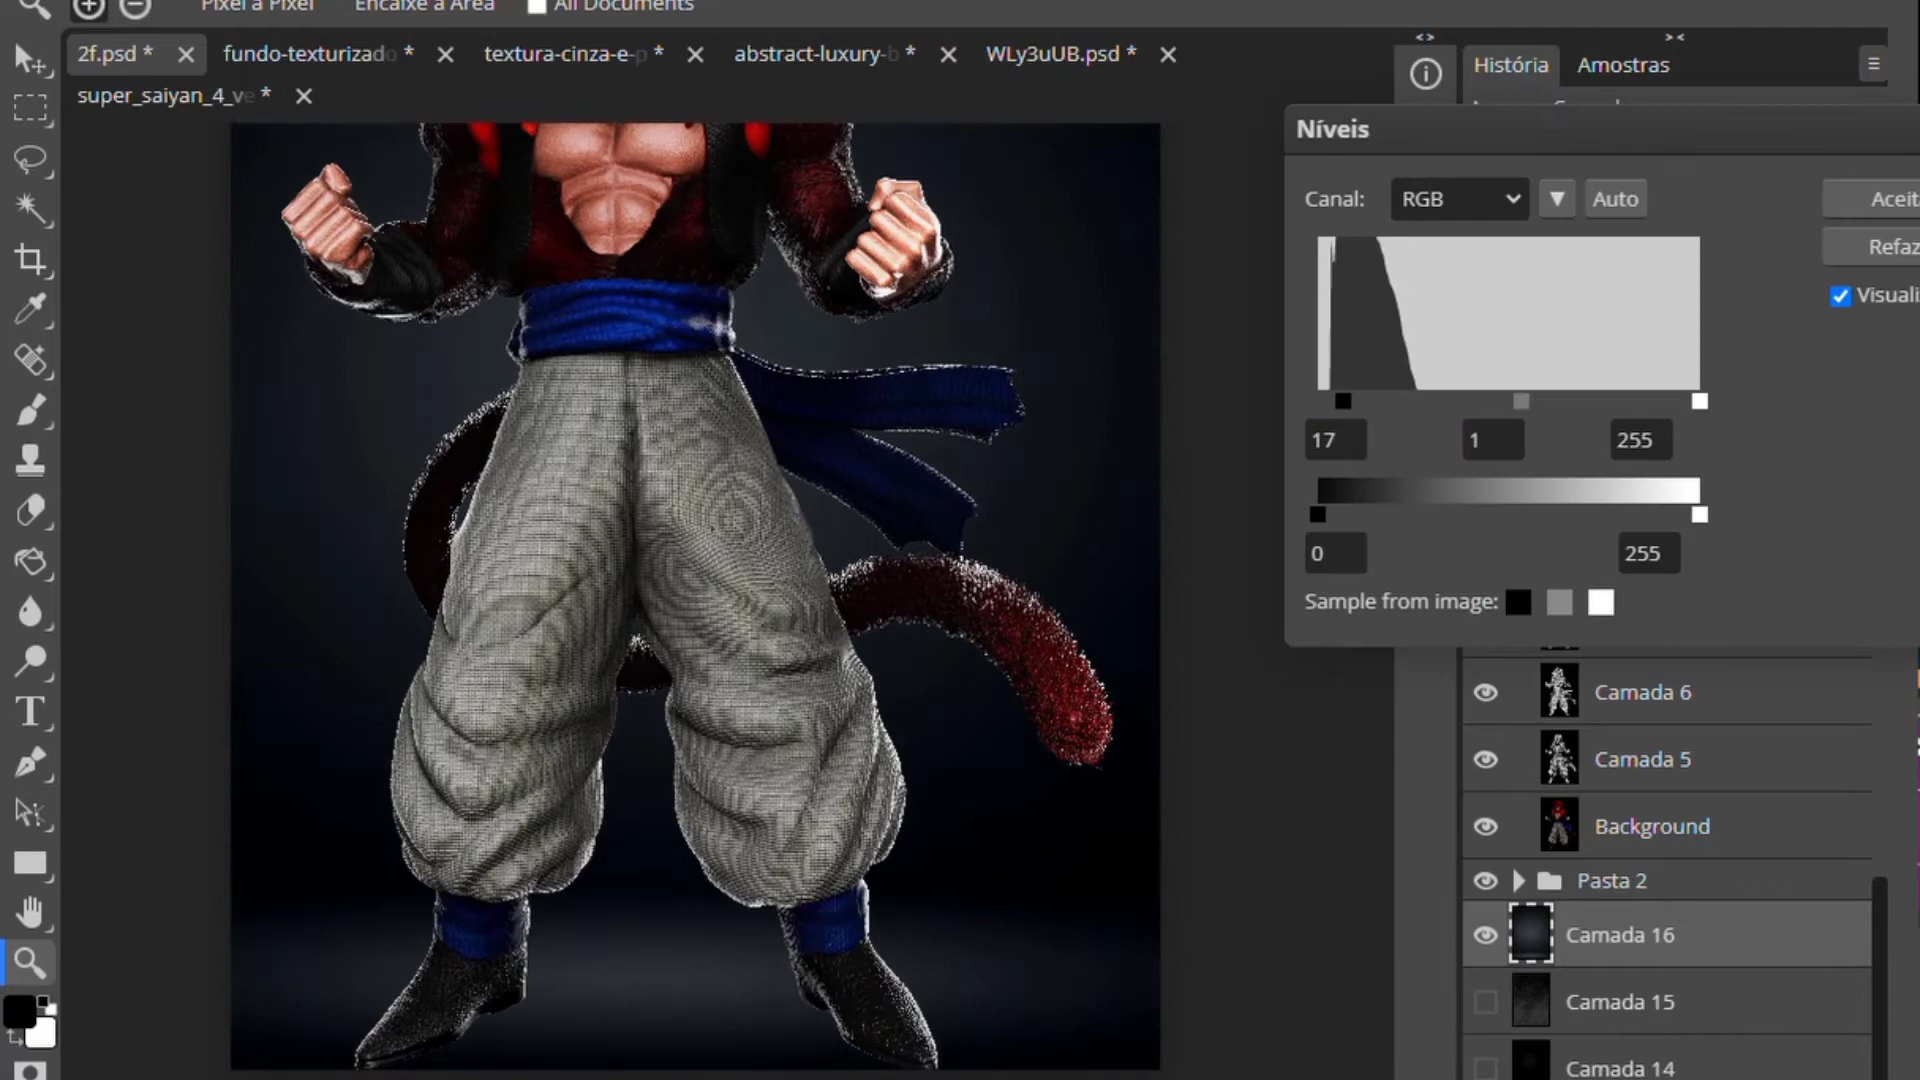 Pixel a Pixel Encaixe à Área All Documents
2f.psd * fundo-texturizado * textura-cinza-e-p * abstract-luxury-b * WLy3uUB.psd *
super_saiyan_4_ve *
História Amostras
Níveis
Canal: RGB ▼ Auto
Aceit
Refaz
Visuali
17 1 255
0 255
Sample from image:
Camada 6
Camada 5
Background
Pasta 2
Camada 16
Camada 15
Camada 14